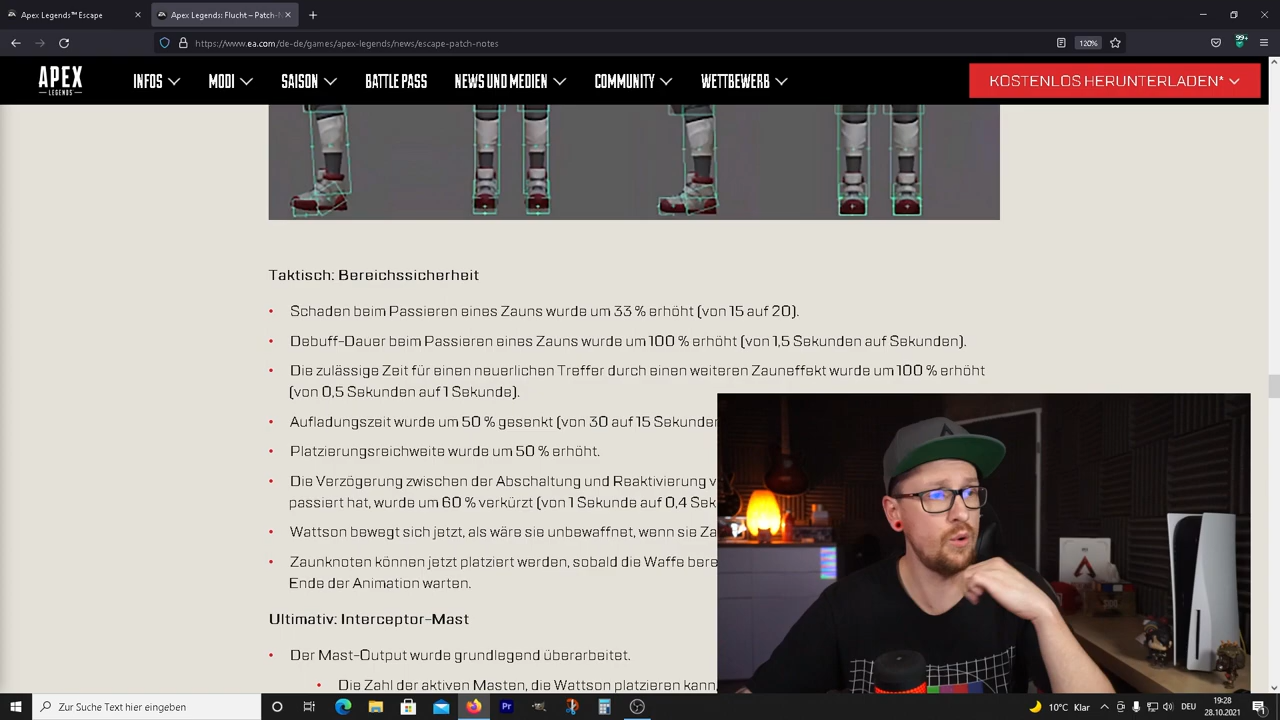 Apex Legends™ Escape
Apex Legends: Flucht – Patch-N
https://www.ea.com/de-de/games/apex-legends/news/escape-patch-notes
120%
99+
APEX
LEGENDS
INFOS
MODI
SAISON
BATTLE PASS
NEWS UND MEDIEN
COMMUNITY
WETTBEWERB
KOSTENLOS HERUNTERLADEN*
Taktisch: Bereichssicherheit
• Schaden beim Passieren eines Zauns wurde um 33 % erhöht (von 15 auf 20).
• Debuff-Dauer beim Passieren eines Zauns wurde um 100 % erhöht (von 1,5 Sekunden auf Sekunden).
• Die zulässige Zeit für einen neuerlichen Treffer durch einen weiteren Zauneffekt wurde um 100 % erhöht
(von 0,5 Sekunden auf 1 Sekunde).
• Aufladungszeit wurde um 50 % gesenkt (von 30 auf 15 Sekunden
• Platzierungsreichweite wurde um 50 % erhöht.
• Die Verzögerung zwischen der Abschaltung und Reaktivierung v
passiert hat, wurde um 60 % verkürzt (von 1 Sekunde auf 0,4 Sek
• Wattson bewegt sich jetzt, als wäre sie unbewaffnet, wenn sie Za
• Zaunknoten können jetzt platziert werden, sobald die Waffe bere
Ende der Animation warten.
Ultimativ: Interceptor-Mast
• Der Mast-Output wurde grundlegend überarbeitet.
• Die Zahl der aktiven Masten, die Wattson platzieren kann,
Zur Suche Text hier eingeben
Pr
10°C Klar
DEU
19:28
28.10.2021
1